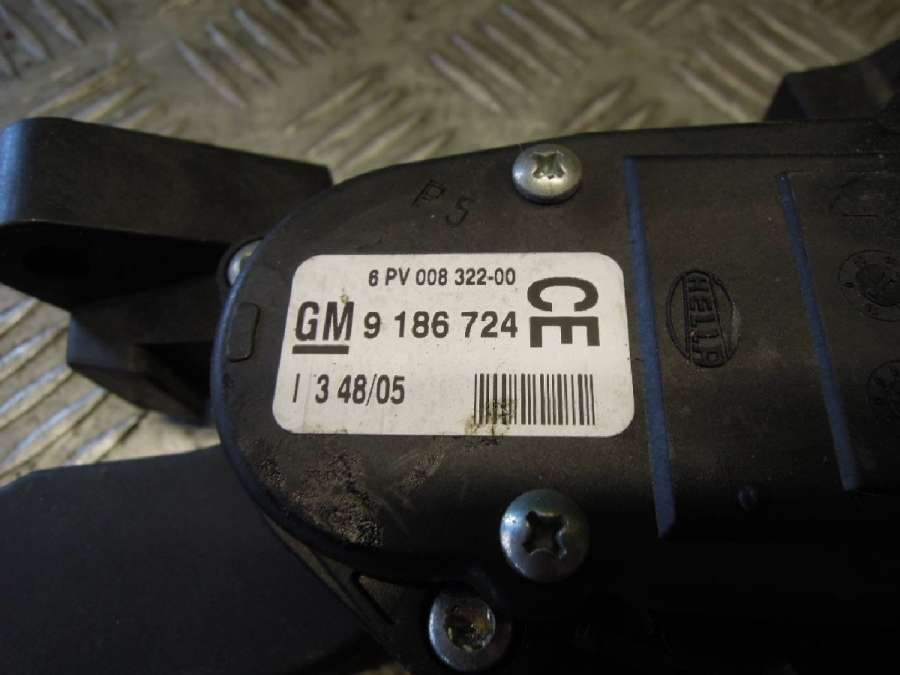 P5
6 PV 008 322-00
GM 9 186 724 CE
I 3 48/05
HELLA